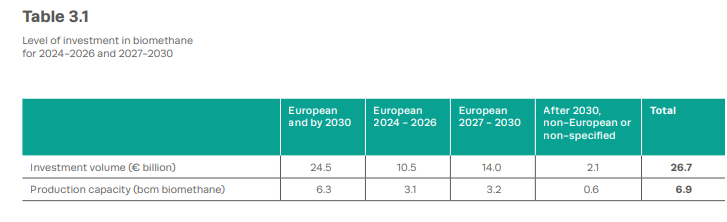 Table 3.1
Level of investment in biomethane
for 2024–2026 and 2027–2030
European
and by 2030
European
2024 – 2026
European
2027 – 2030
After 2030,
non-European or
non-specified
Total
Investment volume (€ billion) 24.5 10.5 14.0 2.1 26.7
Production capacity (bcm biomethane) 6.3 3.1 3.2 0.6 6.9